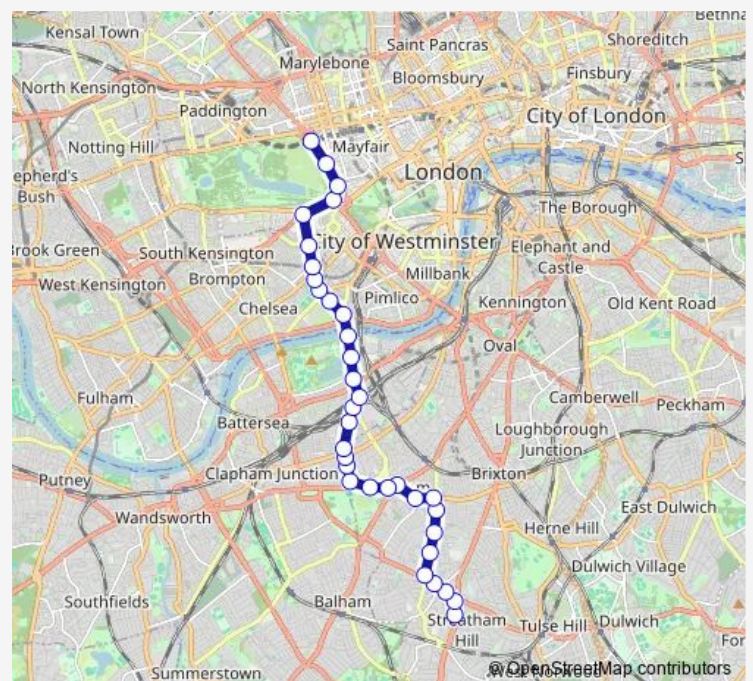 Kensal Town
Saint Pancras
Shoreditch
Marylebone
Bloomsbury
Finsbury
North Kensington
Paddington
City of London
Notting Hill
Mayfair
epherd's
Bush
London
The Borough
Brook Green
South Kensington
City of Westminster
Elephant and
Castle
West Kensington
Brompton
Millbank
Chelsea
Pimlico
Kennington
Old Kent Road
Oval
Fulham
Camberwell
Peckham
Battersea
Loughborough
Junction
Putney
Clapham Junction
Brixton
Wandsworth
East Dulwich
Herne Hill
Dulwich Village
Southfields
Balham
Streatham
Hill
Tulse Hill
Dulwich
For
Summerstown
© OpenStreetMap contributors